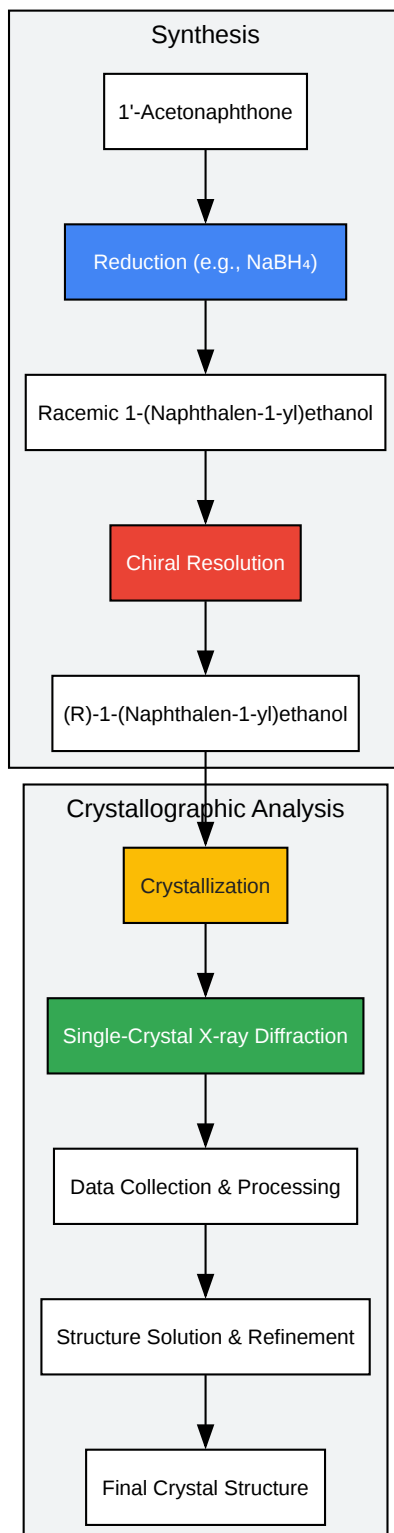 Synthesis
1'-Acetonaphthone
Reduction (e.g., NaBH₄)
Racemic 1-(Naphthalen-1-yl)ethanol
Chiral Resolution
(R)-1-(Naphthalen-1-yl)ethanol
Crystallographic Analysis
Crystallization
Single-Crystal X-ray Diffraction
Data Collection & Processing
Structure Solution & Refinement
Final Crystal Structure